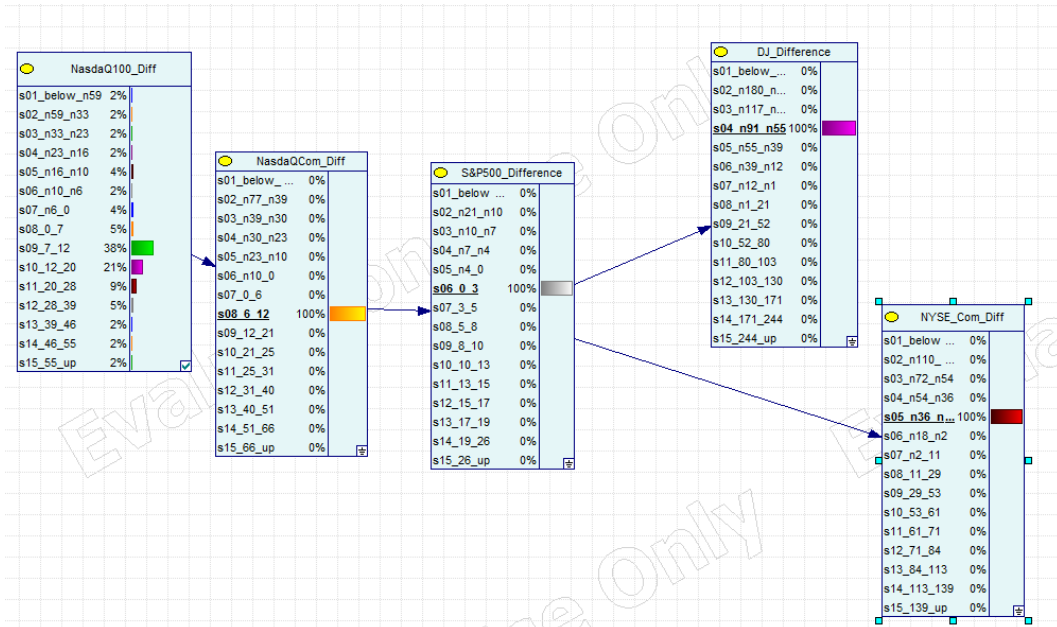 NasdaQ100_Diff
s01_below_n59 2%
s02_n59_n33 2%
s03_n33_n23 2%
s04_n23_n16 2%
s05_n16_n10 4%
s06_n10_n6 2%
s07_n6_0 4%
s08_0_7 5%
s09_7_12 38%
s10_12_20 21%
s11_20_28 9%
s12_28_39 5%
s13_39_46 2%
s14_46_55 2%
s15_55_up 2%
NasdaQCom_Diff
s01_below_ ... 0%
s02_n77_n39 0%
s03_n39_n30 0%
s04_n30_n23 0%
s05_n23_n10 0%
s06_n10_0 0%
s07_0_6 0%
s08_6_12 100%
s09_12_21 0%
s10_21_25 0%
s11_25_31 0%
s12_31_40 0%
s13_40_51 0%
s14_51_66 0%
s15_66_up 0%
S&P500_Difference
s01_below ... 0%
s02_n21_n10 0%
s03_n10_n7 0%
s04_n7_n4 0%
s05_n4_0 0%
s06_0_3 100%
s07_3_5 0%
s08_5_8 0%
s09_8_10 0%
s10_10_13 0%
s11_13_15 0%
s12_15_17 0%
s13_17_19 0%
s14_19_26 0%
s15_26_up 0%
DJ_Difference
s01_below_... 0%
s02_n180_n... 0%
s03_n117_n... 0%
s04_n91_n55 100%
s05_n55_n39 0%
s06_n39_n12 0%
s07_n12_n1 0%
s08_n1_21 0%
s09_21_52 0%
s10_52_80 0%
s11_80_103 0%
s12_103_130 0%
s13_130_171 0%
s14_171_244 0%
s15_244_up 0%
NYSE_Com_Diff
s01_below ... 0%
s02_n110_ ... 0%
s03_n72_n54 0%
s04_n54_n36 0%
s05_n36_n... 100%
s06_n18_n2 0%
s07_n2_11 0%
s08_11_29 0%
s09_29_53 0%
s10_53_61 0%
s11_61_71 0%
s12_71_84 0%
s13_84_113 0%
s14_113_139 0%
s15_139_up 0%